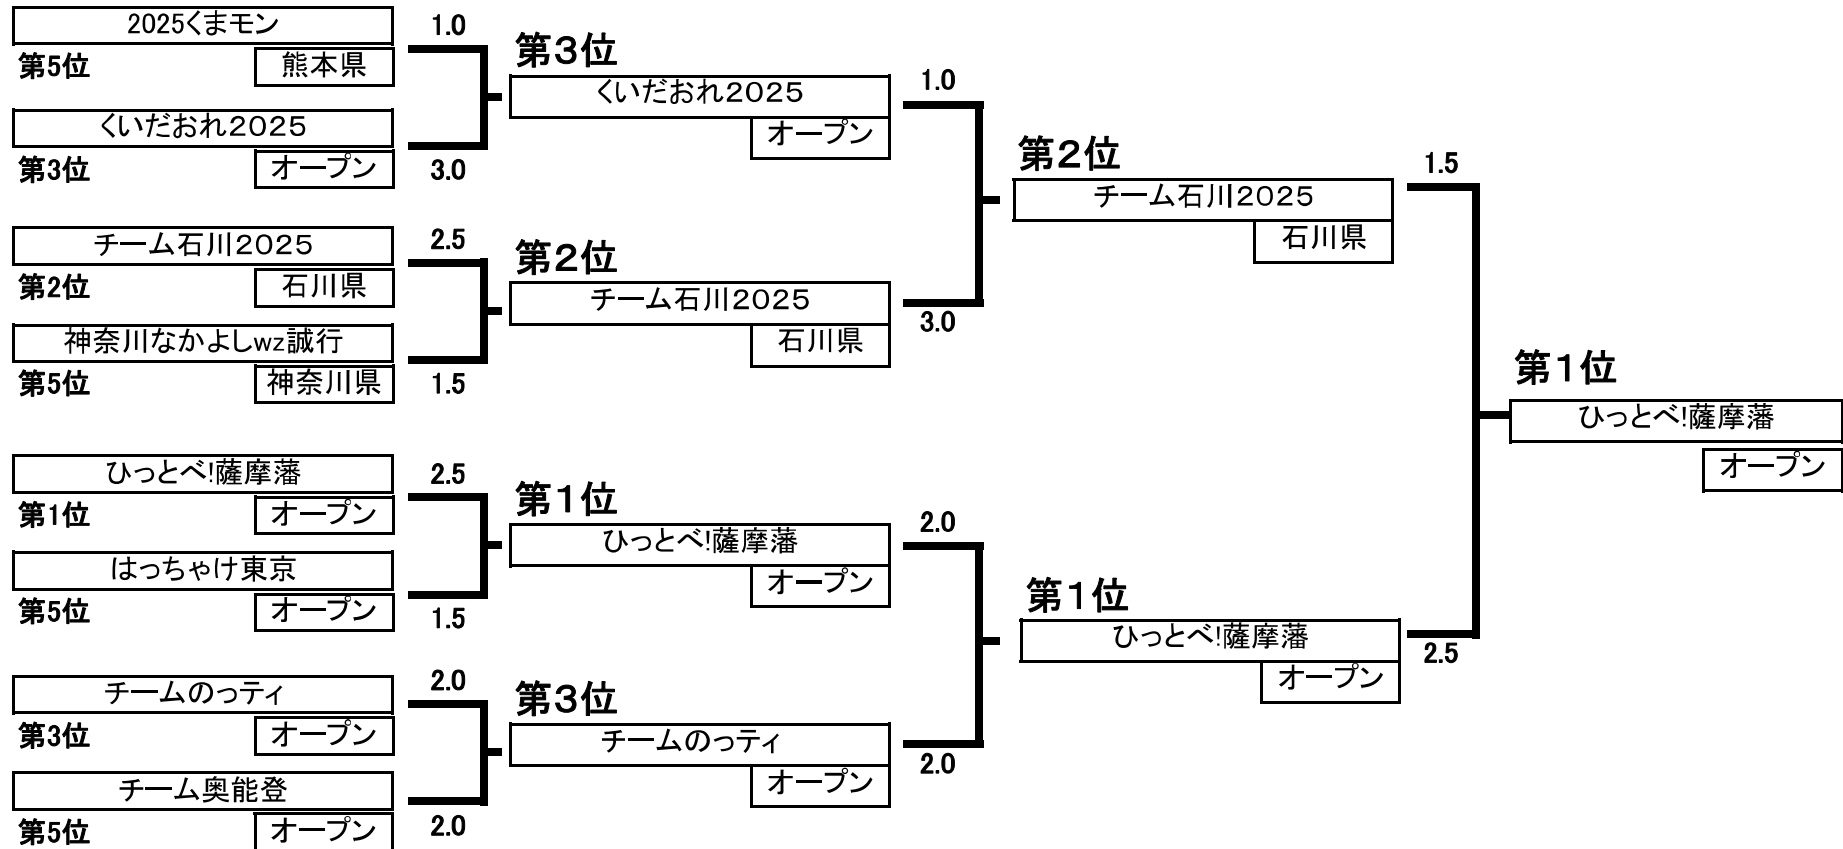 2025くまモン
第5位
熊本県
1.0
くいだおれ２０２５
第3位
オープン
3.0
チーム石川２０２５
第2位
石川県
2.5
神奈川なかよしwz誠行
第5位
神奈川県
1.5
ひっとべ!薩摩藩
第1位
オープン
2.5
はっちゃけ東京
第5位
オープン
1.5
チームのっティ
第3位
オープン
2.0
チーム奥能登
第5位
オープン
2.0
第３位
くいだおれ２０２５
オープン
1.0
第２位
チーム石川２０２５
石川県
3.0
第１位
ひっとべ!薩摩藩
オープン
2.0
第３位
チームのっティ
オープン
2.0
第２位
チーム石川２０２５
石川県
1.5
第１位
ひっとべ!薩摩藩
オープン
2.5
第１位
ひっとべ!薩摩藩
オープン